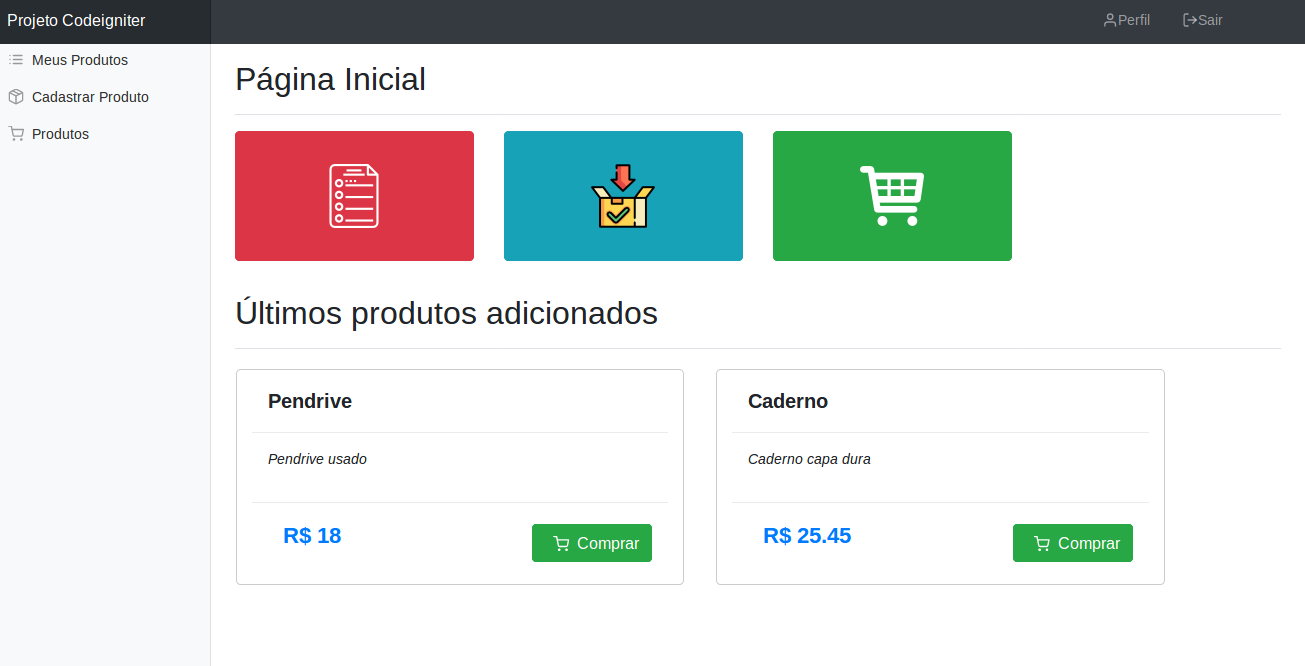 Projeto Codeigniter
Perfil
Sair
Meus Produtos
Cadastrar Produto
Produtos
Página Inicial
Últimos produtos adicionados
Pendrive
Pendrive usado
R$ 18
Comprar
Caderno
Caderno capa dura
R$ 25.45
Comprar